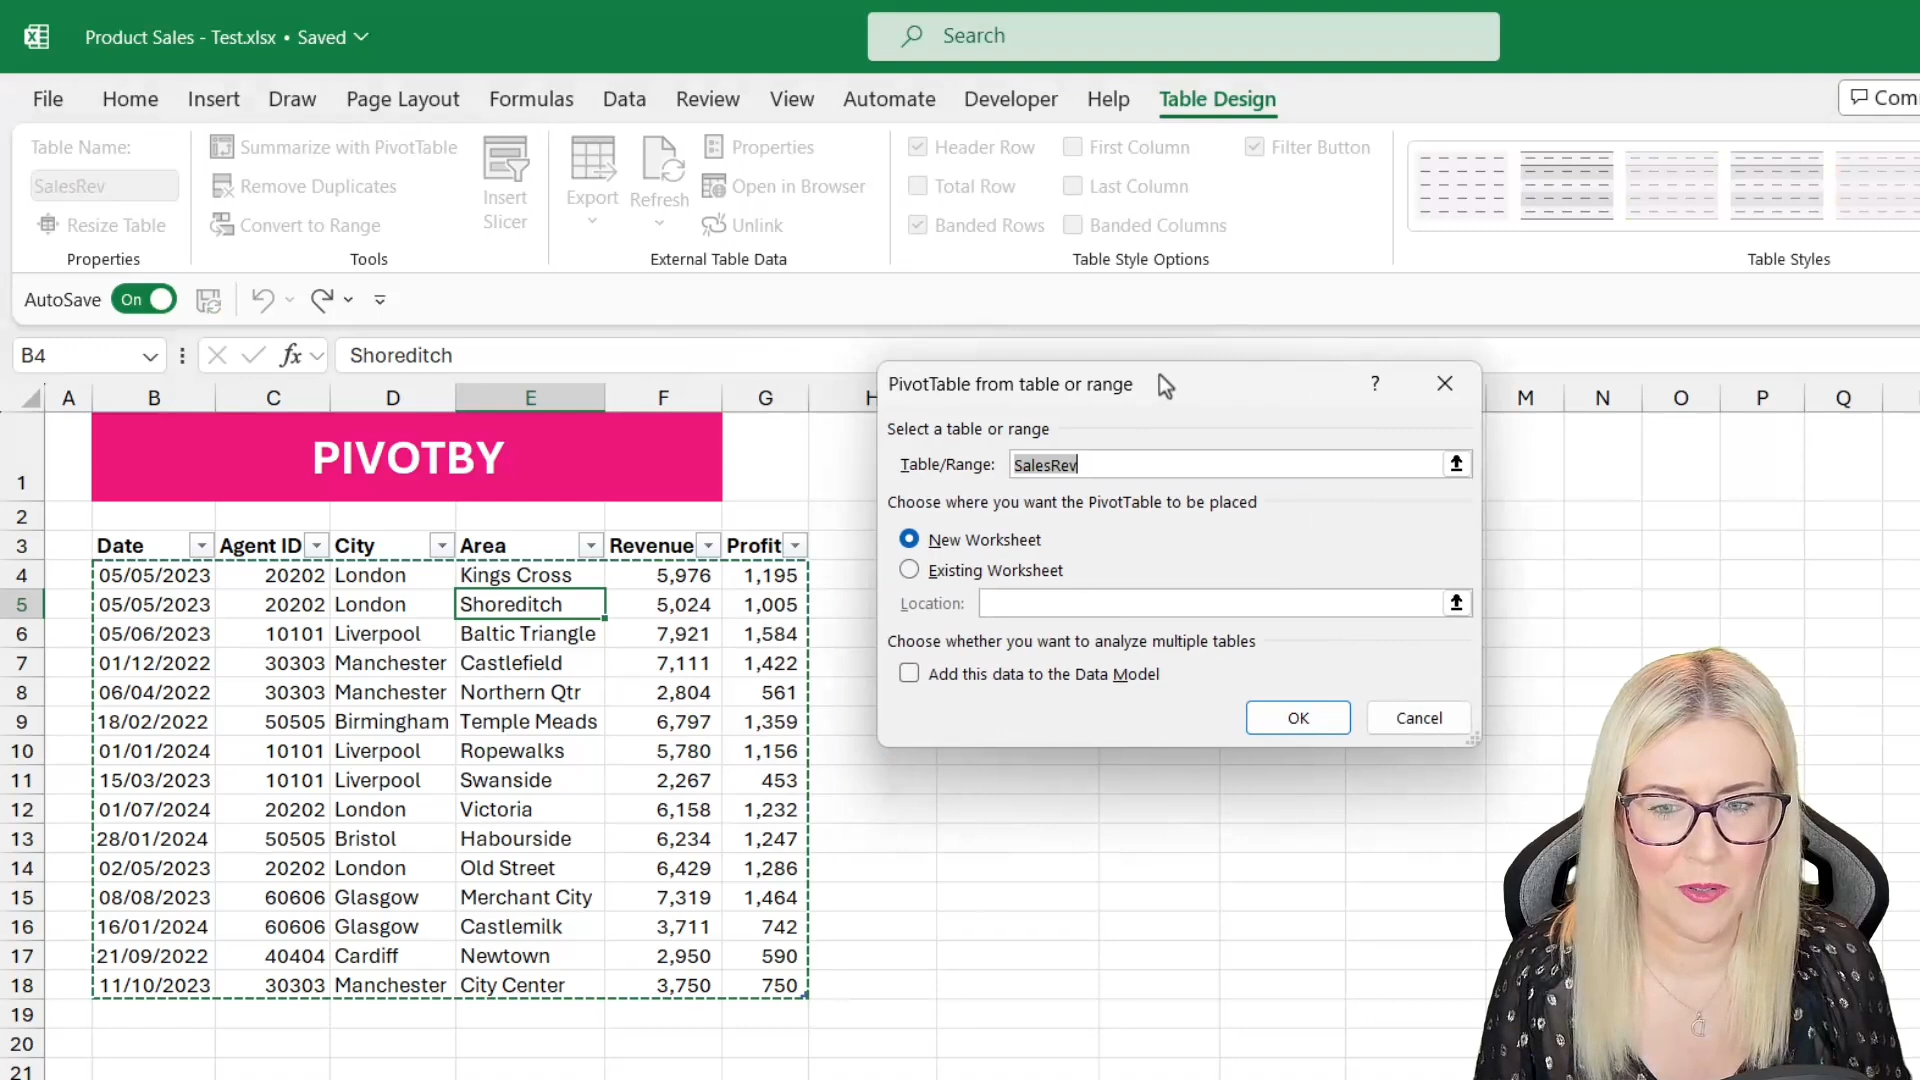 Product Sales - Test.xlsx • Saved
Search
File Home Insert Draw Page Layout Formulas Data Review View Automate Developer Help Table Design
Table Name:
SalesRev
Resize Table
Properties
Summarize with PivotTable
Remove Duplicates
Convert to Range
Tools
Insert
Slicer
Export
Refresh
Properties
Open in Browser
Unlink
External Table Data
Header Row First Column Filter Button
Total Row Last Column
Banded Rows Banded Columns
Table Style Options
Table Styles
AutoSave On
B4 fx Shoreditch
A B C D E F G H M N O P Q
1 PIVOTBY
2
3 Date Agent ID City Area Revenue Profit
4 05/05/2023 20202 London Kings Cross 5,976 1,195
5 05/05/2023 20202 London Shoreditch 5,024 1,005
6 05/06/2023 10101 Liverpool Baltic Triangle 7,921 1,584
7 01/12/2022 30303 Manchester Castlefield 7,111 1,422
8 06/04/2022 30303 Manchester Northern Qtr 2,804 561
9 18/02/2022 50505 Birmingham Temple Meads 6,797 1,359
10 01/01/2024 10101 Liverpool Ropewalks 5,780 1,156
11 15/03/2023 10101 Liverpool Swanside 2,267 453
12 01/07/2024 20202 London Victoria 6,158 1,232
13 28/01/2024 50505 Bristol Habourside 6,234 1,247
14 02/05/2023 20202 London Old Street 6,429 1,286
15 08/08/2023 60606 Glasgow Merchant City 7,319 1,464
16 16/01/2024 60606 Glasgow Castlemilk 3,711 742
17 21/09/2022 40404 Cardiff Newtown 2,950 590
18 11/10/2023 30303 Manchester City Center 3,750 750
19
20
21
PivotTable from table or range ?
Select a table or range
Table/Range: SalesRev
Choose where you want the PivotTable to be placed
New Worksheet
Existing Worksheet
Location:
Choose whether you want to analyze multiple tables
Add this data to the Data Model
OK Cancel